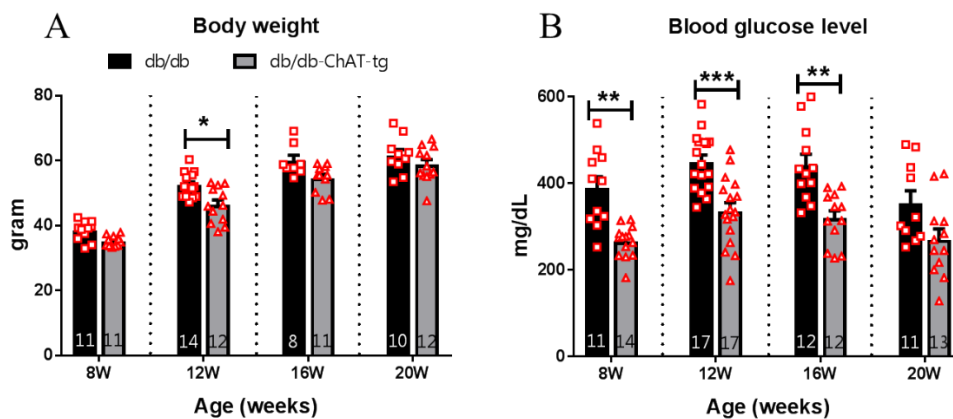 A
Body weight
db/db
db/db-ChAT-tg
80
60
40
20
0
gram
*
11 11 14 12 8 11 10 12
8W 12W 16W 20W
Age (weeks)
B
Blood glucose level
600
400
200
0
mg/dL
** *** **
11 14 17 17 12 12 11 13
8W 12W 16W 20W
Age (weeks)